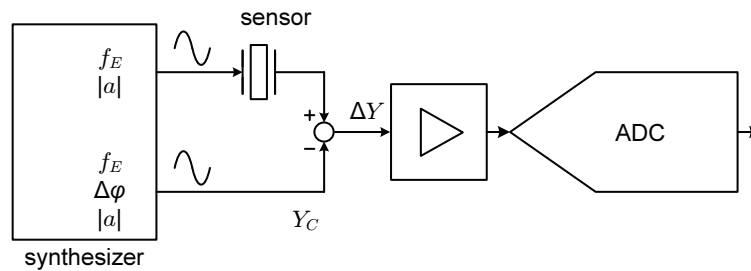 sensor
f_E
|a|
+
ΔY
ADC
−
f_E
Δφ
|a|
Y_C
synthesizer